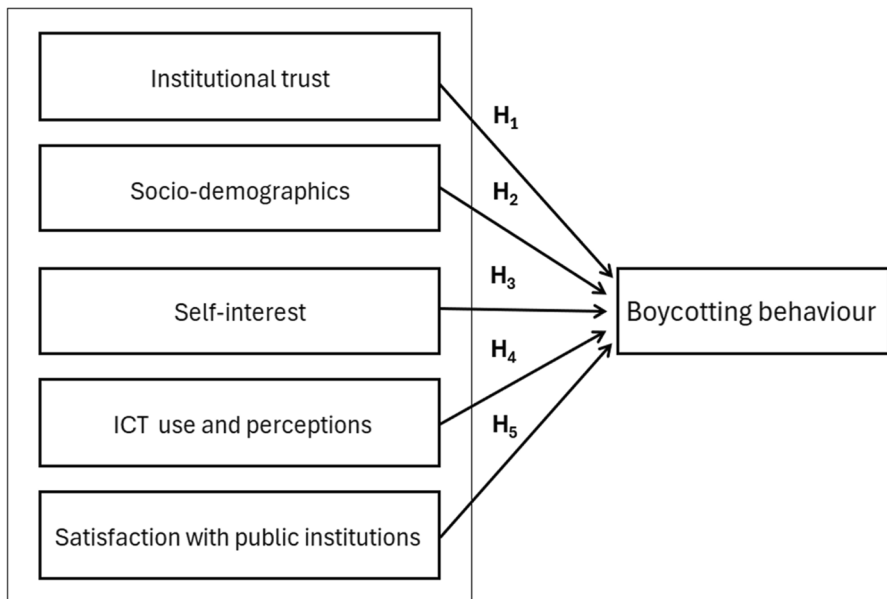 Institutional trust
H₁
Socio-demographics
H₂
Self-interest
H₃
Boycotting behaviour
H₄
ICT use and perceptions
H₅
Satisfaction with public institutions